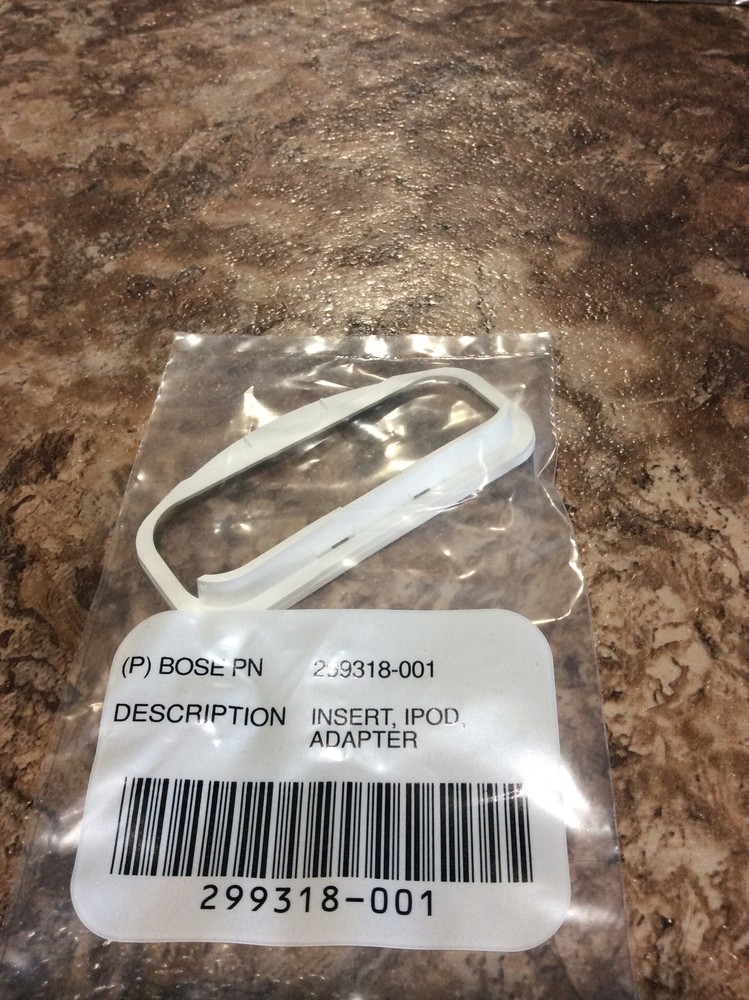 (P) BOSE PN 299318-001
DESCRIPTION INSERT, IPOD,
ADAPTER
299318-001